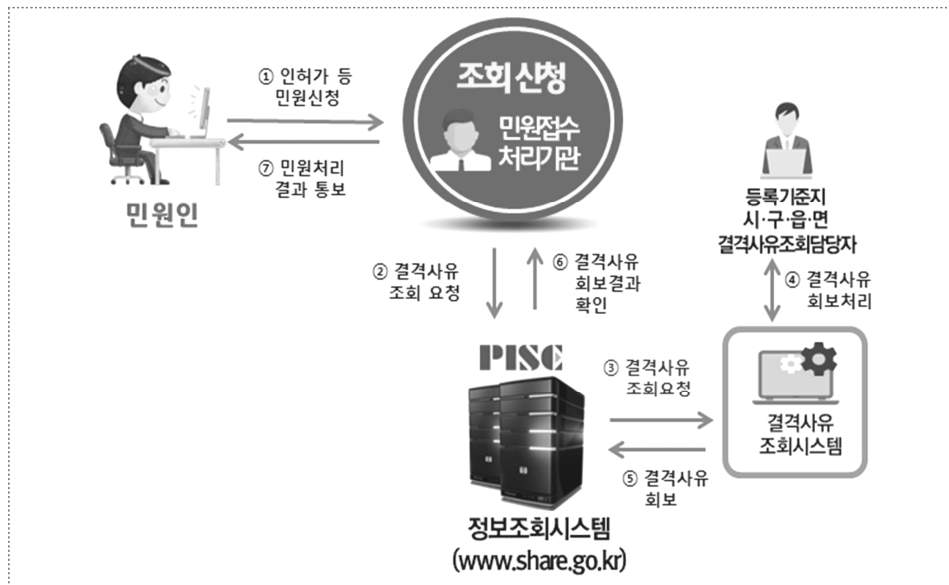 ① 인허가 등
민원신청
⑦ 민원처리
결과 통보
민원인
조회 신청
민원접수
처리기관
등록기준지
시·구·읍·면
결격사유조회담당자
② 결격사유
조회 요청
⑥ 결격사유
회보결과
확인
④ 결격사유
회보처리
PISC
③ 결격사유
조회요청
⑤ 결격사유
회보
결격사유
조회시스템
정보조회시스템
(www.share.go.kr)